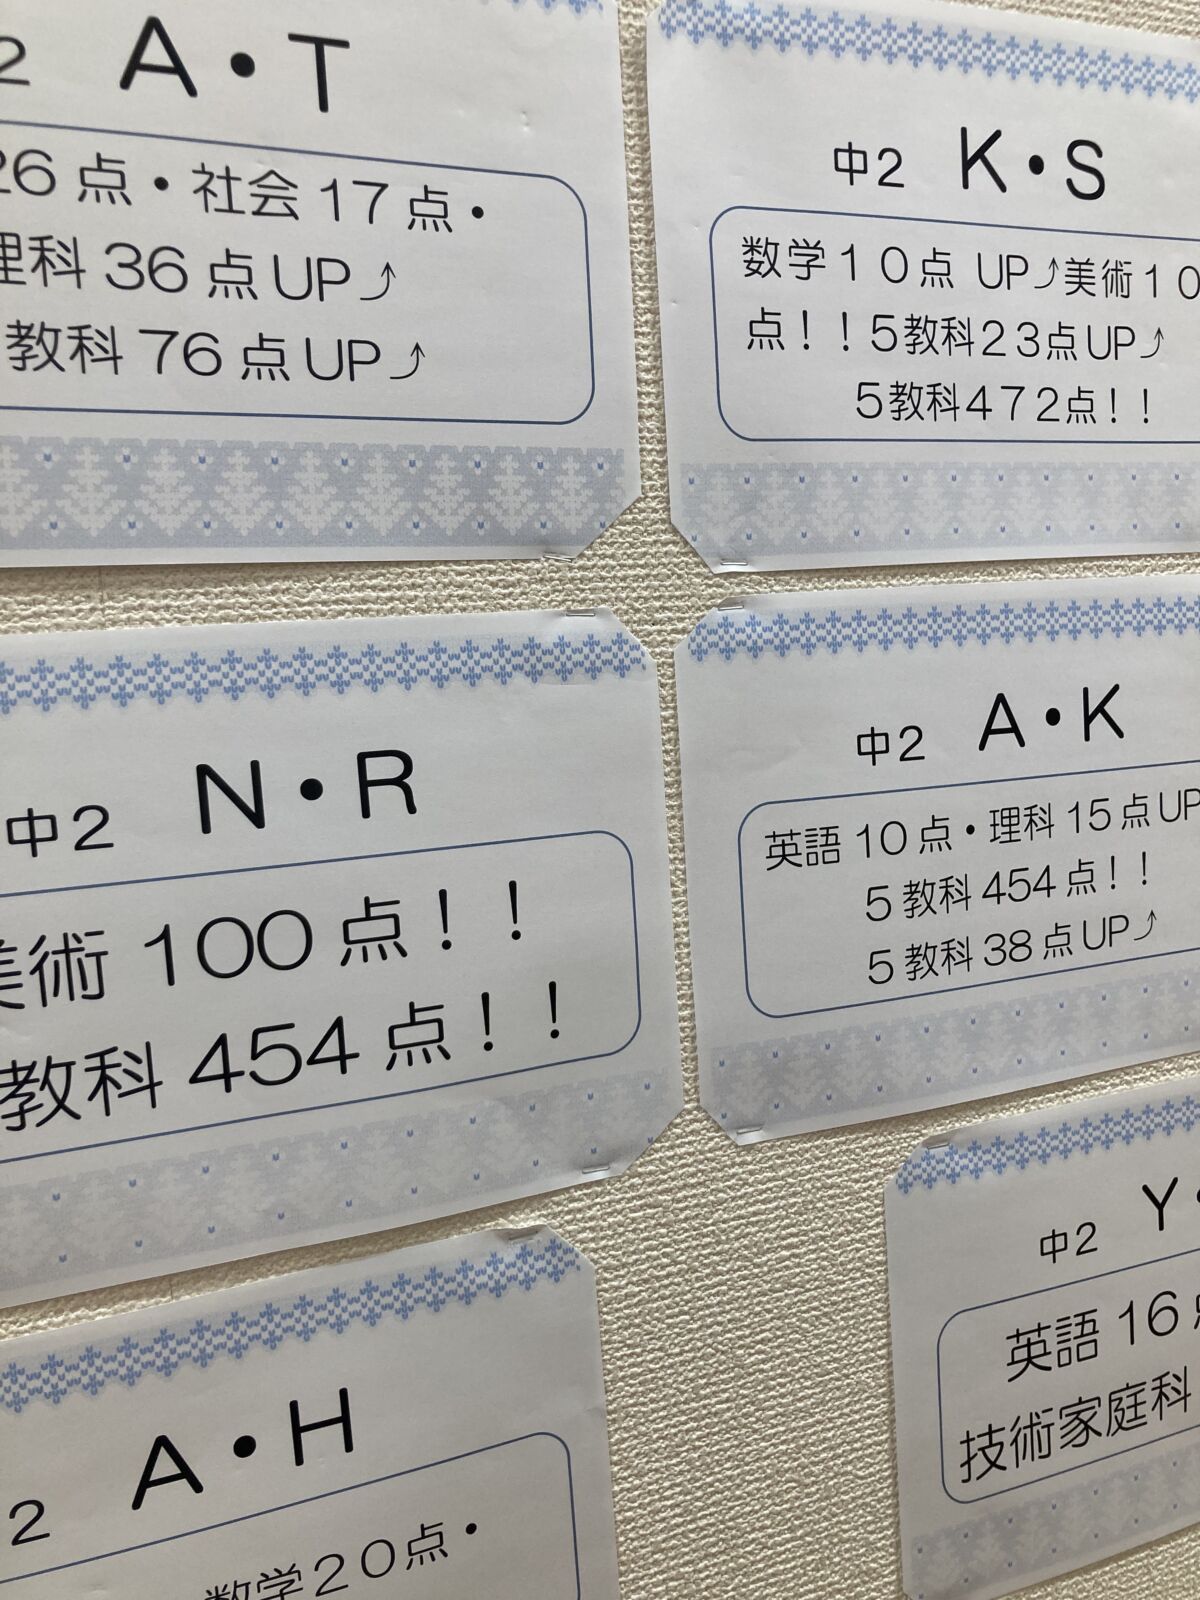 2 A・T
26点・社会17点・
理科36点UP⤴
教科76点UP⤴
中2 K・S
数学10点 UP⤴美術10
点!!5教科23点UP⤴
5教科472点!!
中2 N・R
美術100点!!
教科454点!!
中2 A・K
英語10点・理科15点UP
5教科454点!!
5教科38点UP⤴
2 A・H
数学20点・
中2 Y・
英語16点
技術家庭科